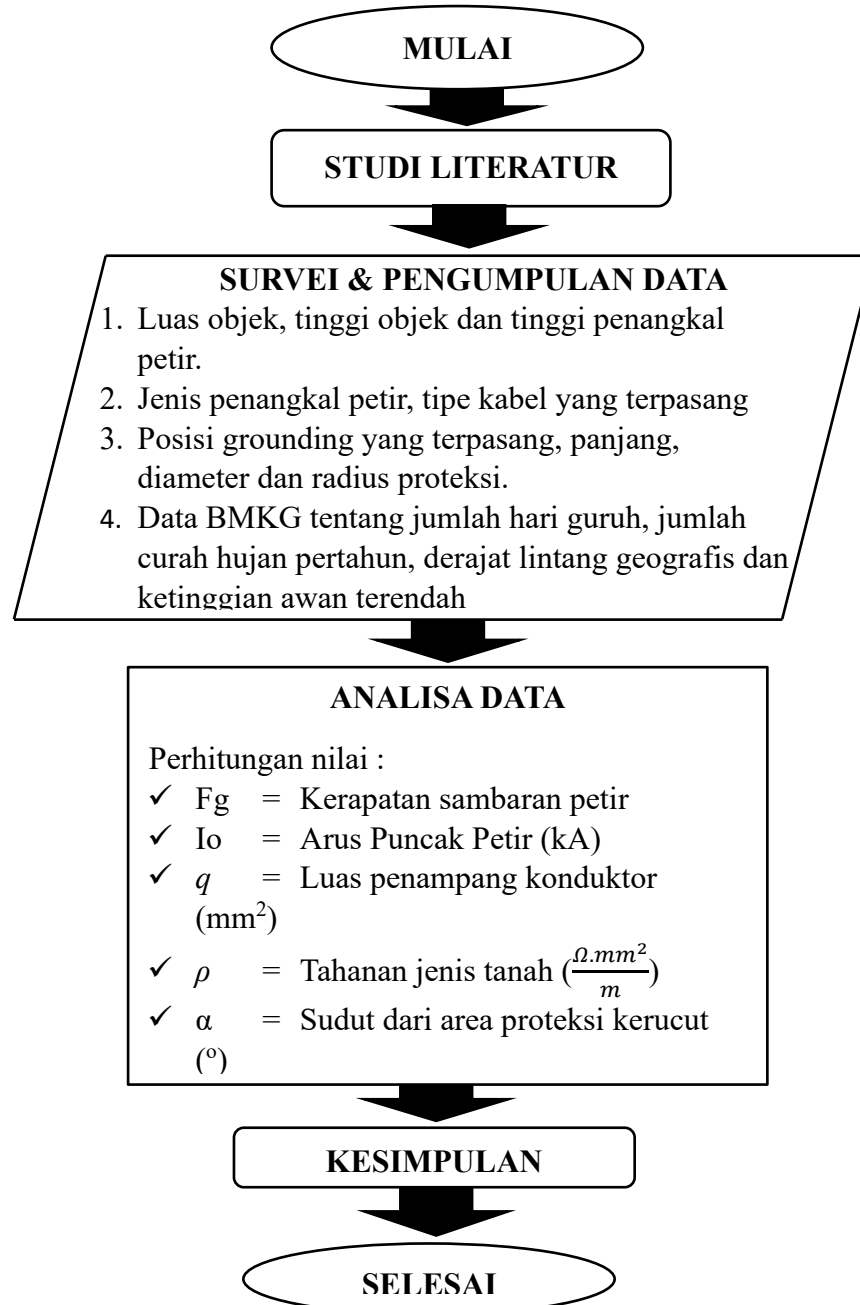 MULAI
STUDI LITERATUR
SURVEI & PENGUMPULAN DATA
1. Luas objek, tinggi objek dan tinggi penangkal
petir.
2. Jenis penangkal petir, tipe kabel yang terpasang
3. Posisi grounding yang terpasang, panjang,
diameter dan radius proteksi.
4. Data BMKG tentang jumlah hari guruh, jumlah
curah hujan pertahun, derajat lintang geografis dan
ketinggian awan terendah
ANALISA DATA
Perhitungan nilai :
✓ Fg = Kerapatan sambaran petir
✓ Io = Arus Puncak Petir (kA)
✓ q = Luas penampang konduktor
(mm²)
✓ ρ = Tahanan jenis tanah (Ω.mm²/m)
✓ α = Sudut dari area proteksi kerucut
(º)
KESIMPULAN
SELESAI